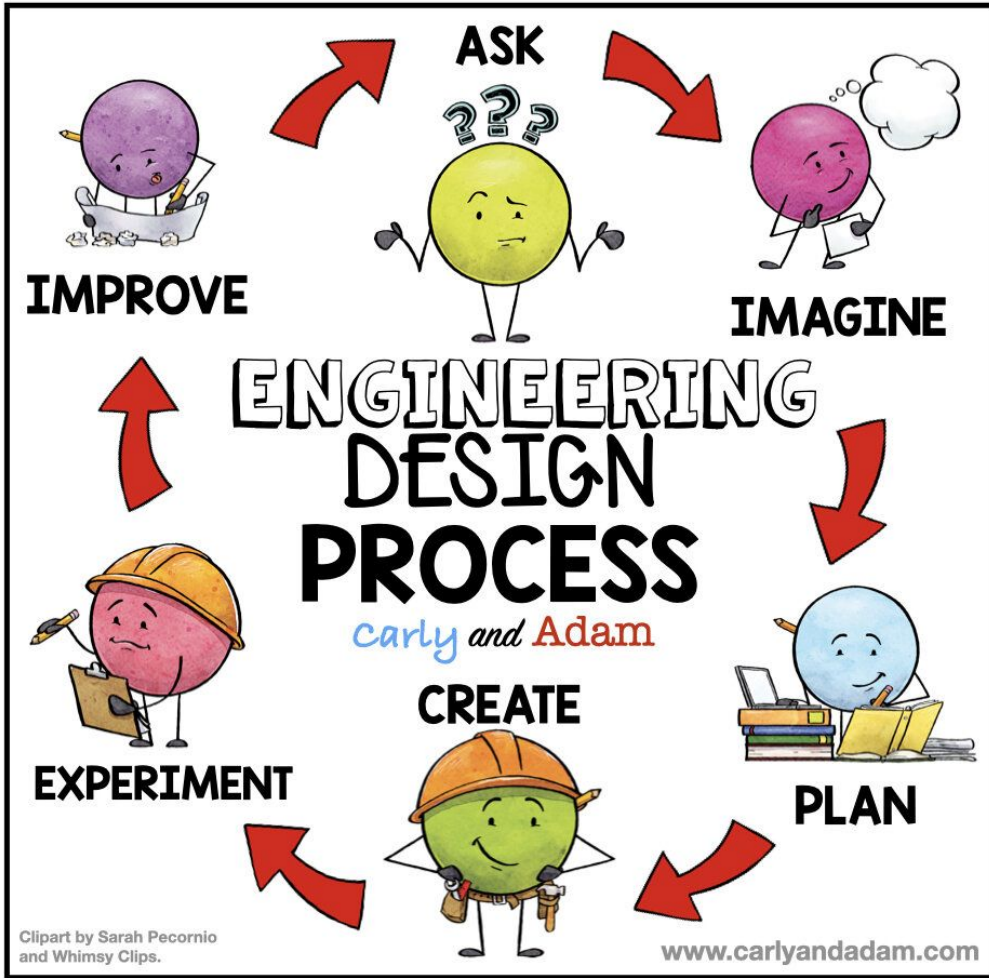 ASK
???
IMAGINE
IMPROVE
ENGINEERING
DESIGN
PROCESS
Carly and Adam
CREATE
EXPERIMENT
PLAN
Clipart by Sarah Pecornio
and Whimsy Clips.
www.carlyandadam.com